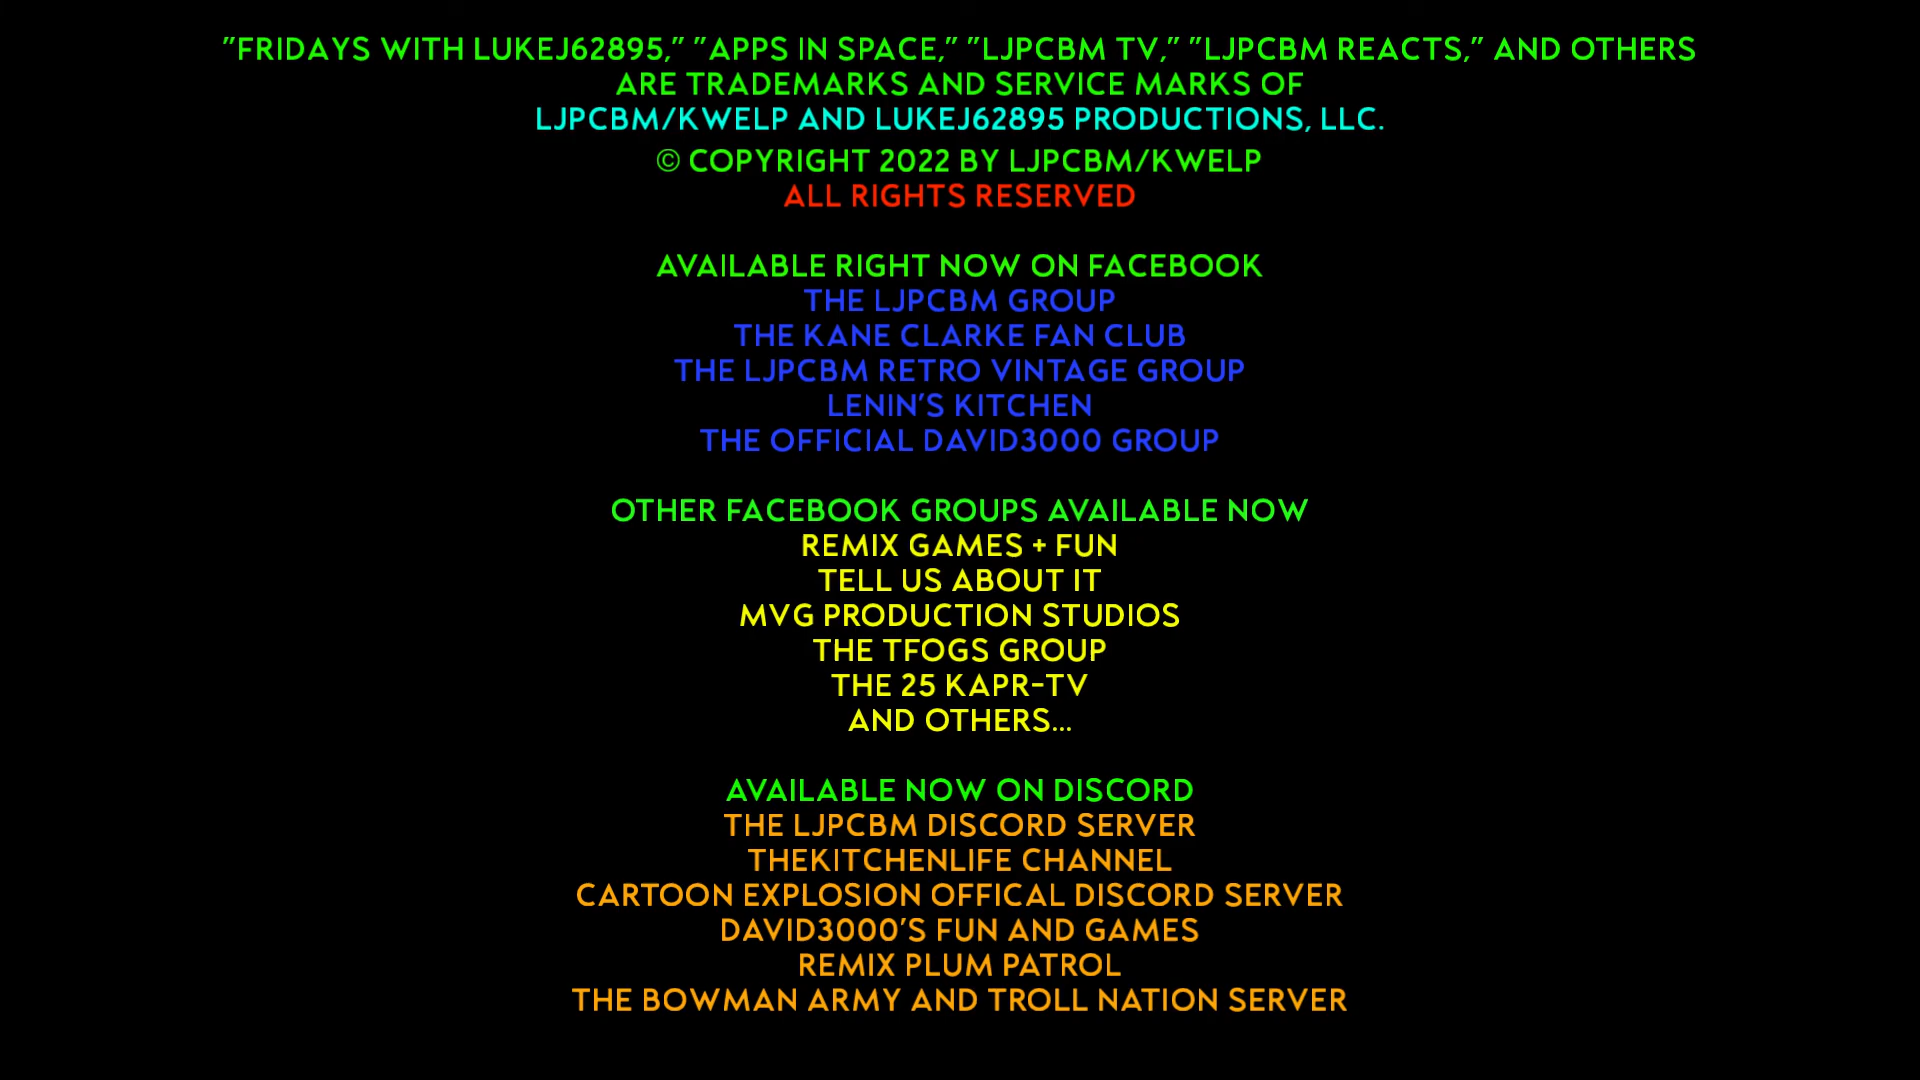 "FRIDAYS WITH LUKEJ62895," "APPS IN SPACE," "LJPCBM TV," "LJPCBM REACTS," AND OTHERS
ARE TRADEMARKS AND SERVICE MARKS OF
LJPCBM/KWELP AND LUKEJ62895 PRODUCTIONS, LLC.
© COPYRIGHT 2022 BY LJPCBM/KWELP
ALL RIGHTS RESERVED
AVAILABLE RIGHT NOW ON FACEBOOK
THE LJPCBM GROUP
THE KANE CLARKE FAN CLUB
THE LJPCBM RETRO VINTAGE GROUP
LENIN'S KITCHEN
THE OFFICIAL DAVID3000 GROUP
OTHER FACEBOOK GROUPS AVAILABLE NOW
REMIX GAMES + FUN
TELL US ABOUT IT
MVG PRODUCTION STUDIOS
THE TFOGS GROUP
THE 25 KAPR-TV
AND OTHERS...
AVAILABLE NOW ON DISCORD
THE LJPCBM DISCORD SERVER
THEKITCHENLIFE CHANNEL
CARTOON EXPLOSION OFFICAL DISCORD SERVER
DAVID3000'S FUN AND GAMES
REMIX PLUM PATROL
THE BOWMAN ARMY AND TROLL NATION SERVER